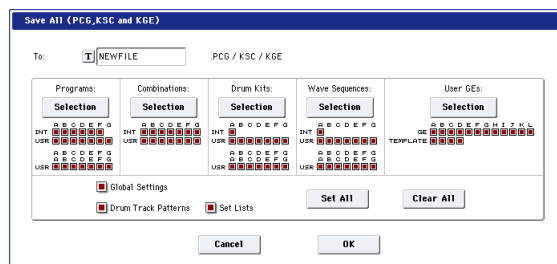 Save All (PCG,KSC and KGE)
To: T NEWFILE .PCG / KSC / KGE
Programs: Combinations: Drum Kits: Wave Sequences: User GEs:
Selection Selection Selection Selection Selection
A B C D E F G A B C D E F G A B C D E F G A B C D E F G A B C D E F G H I J K L
INT INT INT INT GE
USR USR USR USR TEMPLATE
A B C D E F G A B C D E F G A B C D E F G
A B C D E F G A B C D E F G A B C D E F G
USR USR USR
Global Settings
Set All Clear All
Drum Track Patterns Set Lists
Cancel OK